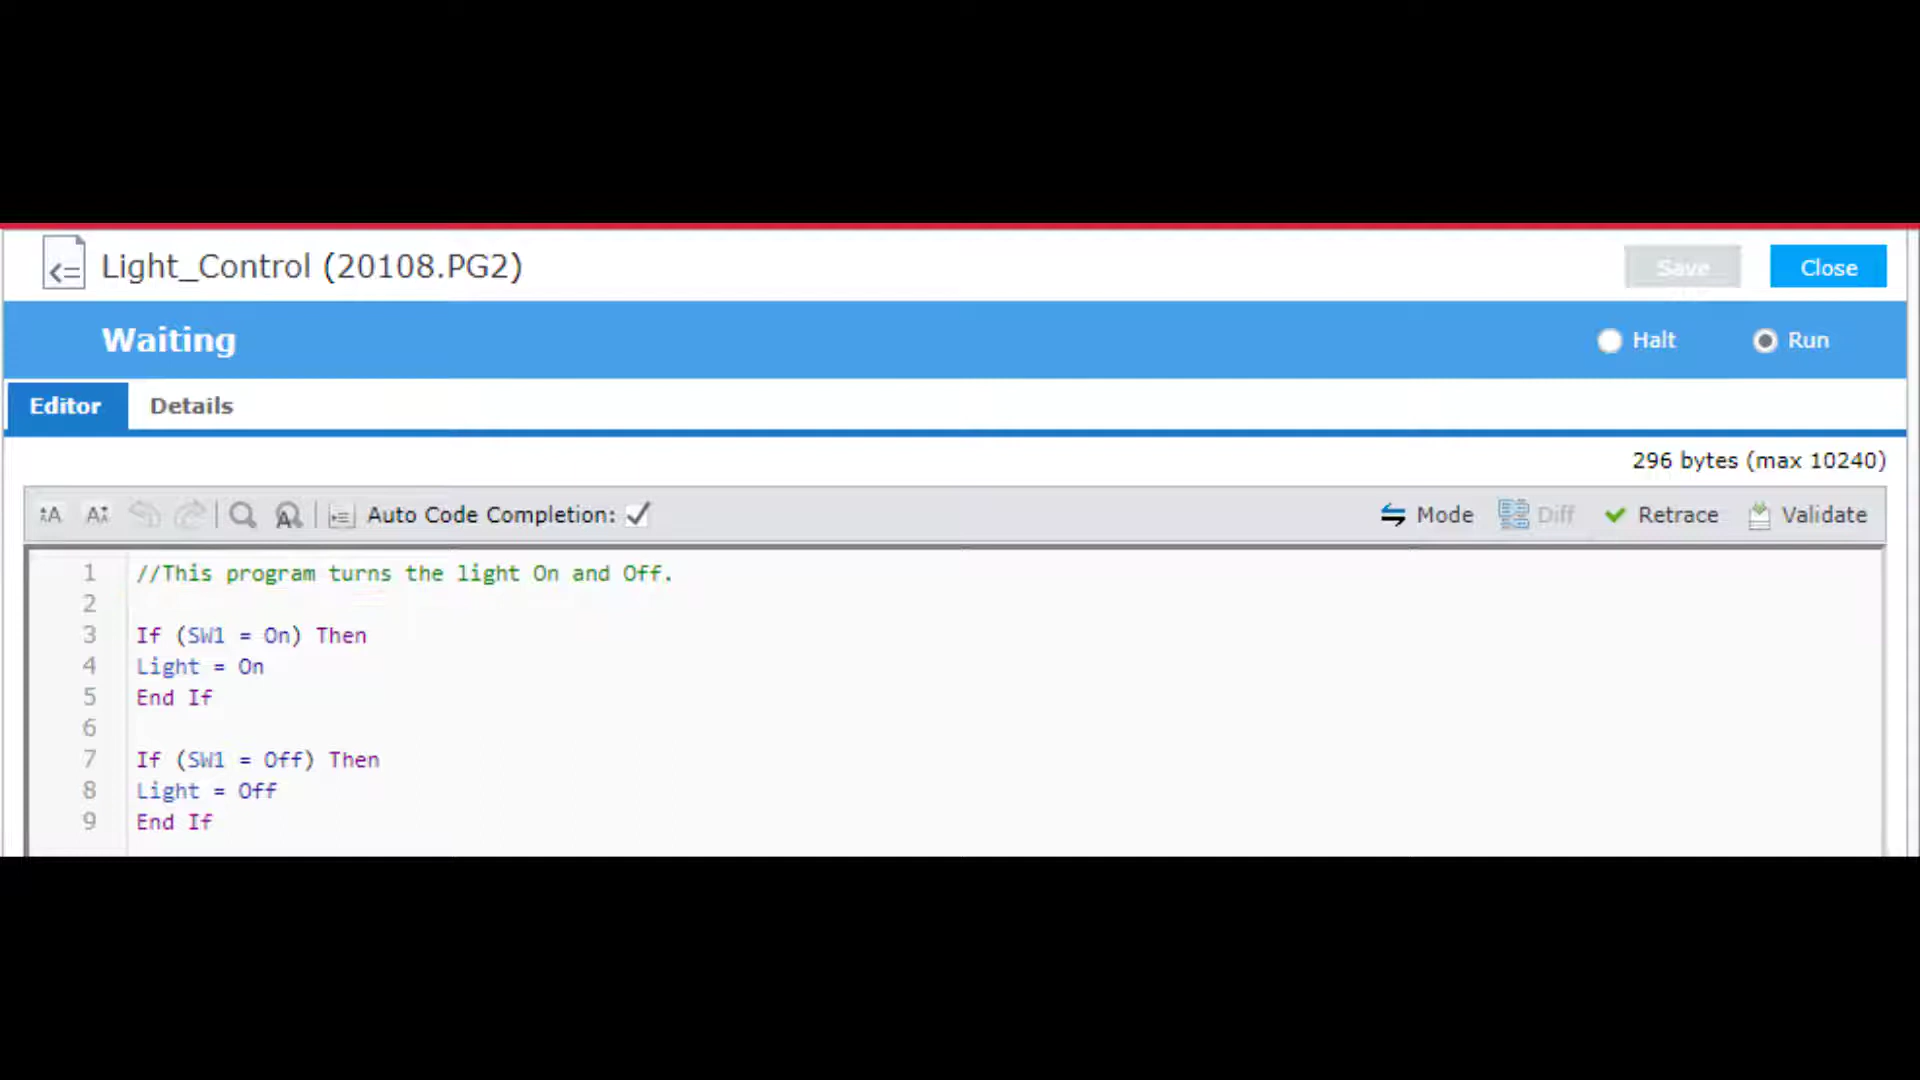 Light_Control (20108.PG2)
Save
Close
Waiting
Halt
Run
Editor
Details
296 bytes (max 10240)
Auto Code Completion:
Mode
Diff
Retrace
Validate
1 //This program turns the light On and Off.
2
3 If (SW1 = On) Then
4 Light = On
5 End If
6
7 If (SW1 = Off) Then
8 Light = Off
9 End If